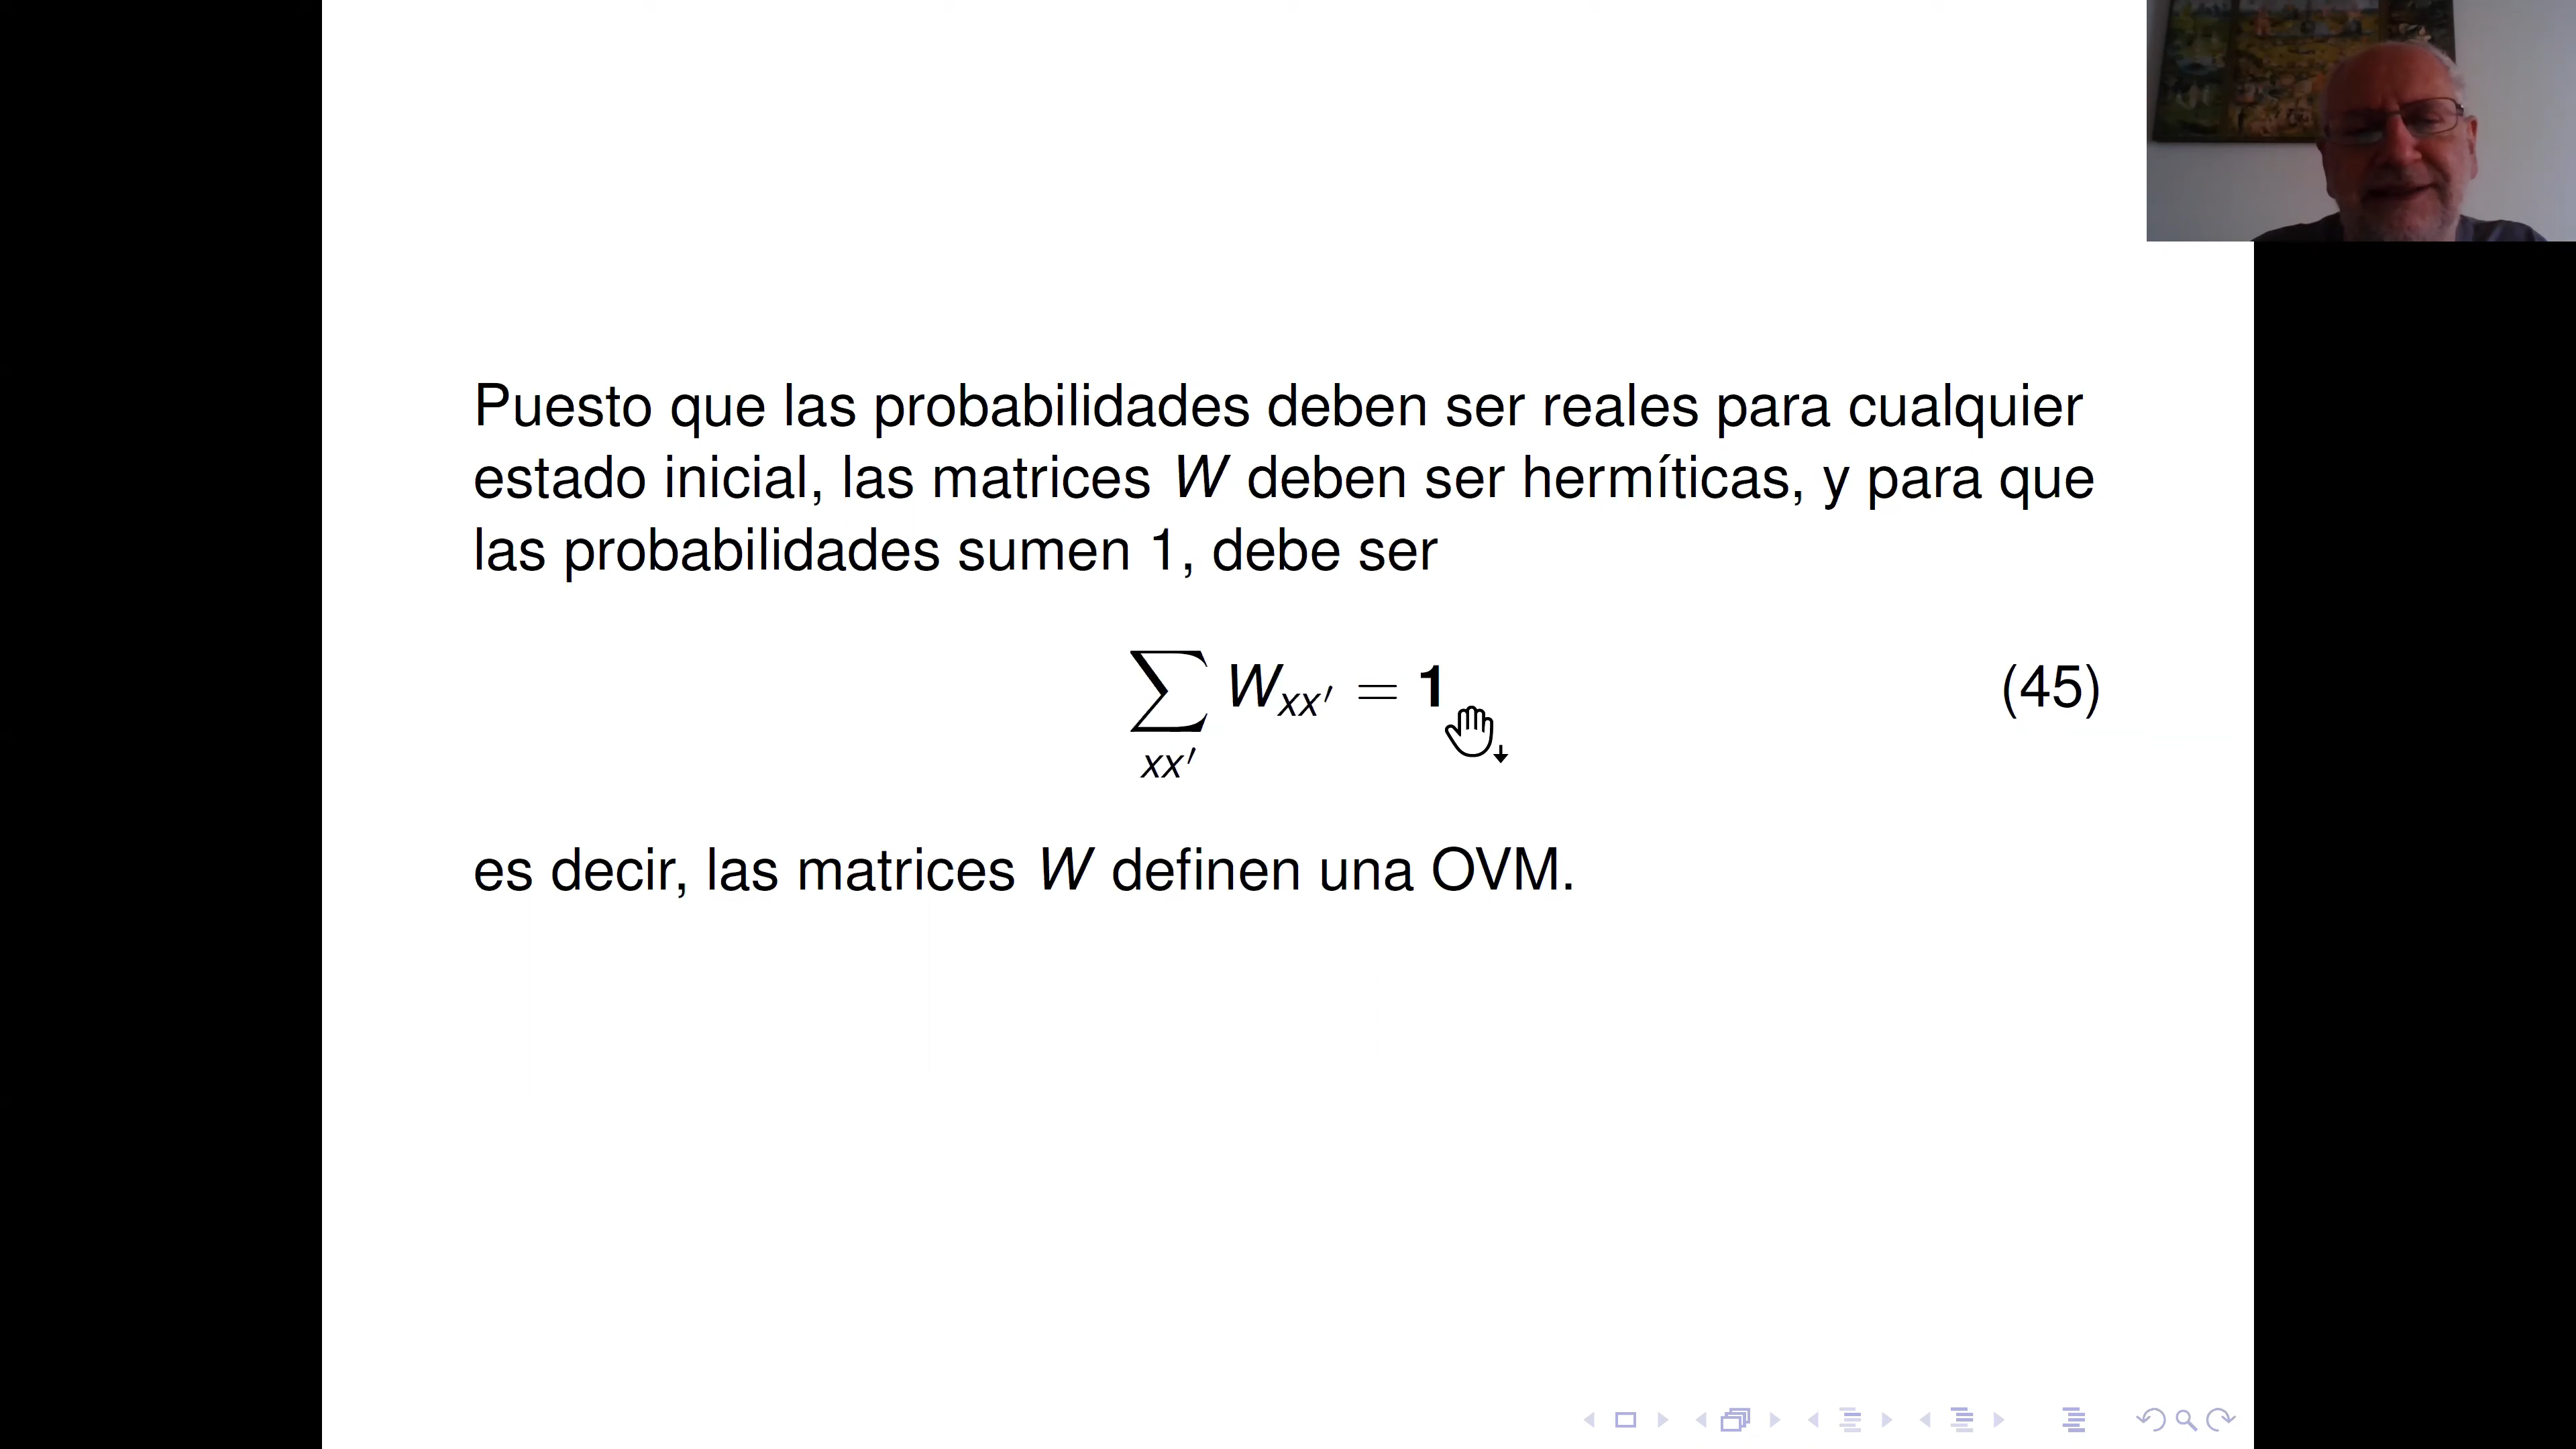 Puesto que las probabilidades deben ser reales para cualquier
estado inicial, las matrices W deben ser hermíticas, y para que
las probabilidades sumen 1, debe ser
∑ W_{xx′} = 1 (45)
xx′
es decir, las matrices W definen una OVM.